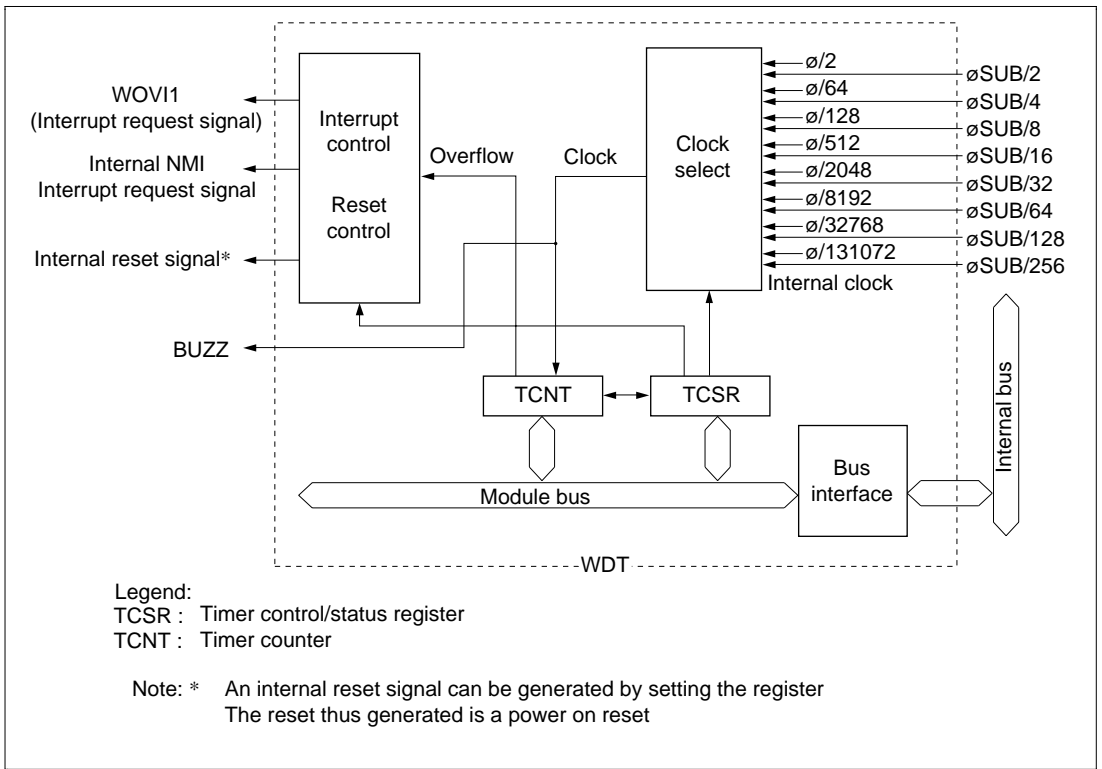 WOVI1
(Interrupt request signal)
Internal NMI
Interrupt request signal
Internal reset signal*
BUZZ
Interrupt
control
Reset
control
Overflow
Clock
Clock
select
ø/2
ø/64
ø/128
ø/512
ø/2048
ø/8192
ø/32768
ø/131072
Internal clock
øSUB/2
øSUB/4
øSUB/8
øSUB/16
øSUB/32
øSUB/64
øSUB/128
øSUB/256
TCNT
TCSR
Module bus
Bus
interface
Internal bus
WDT
Legend:
TCSR : Timer control/status register
TCNT : Timer counter
Note: * An internal reset signal can be generated by setting the register
The reset thus generated is a power on reset